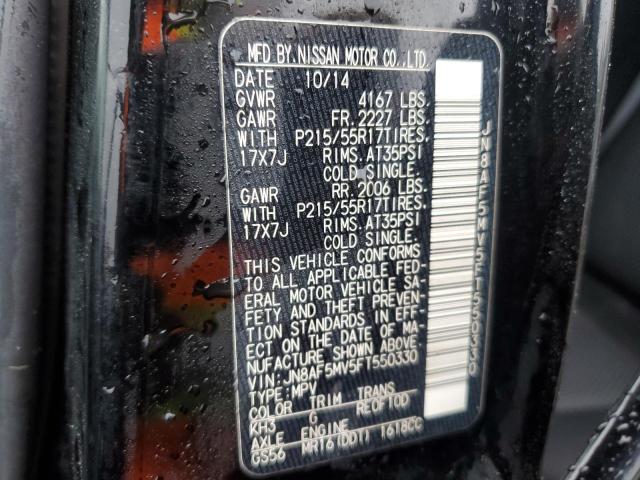 MFD BY. NISSAN MOTOR CO.,LTD.
DATE 10/14
GVWR 4167 LBS.
GAWR FR. 2227 LBS.
WITH P215/55R17TIRES.
17X7J RIMS. AT35PSI
COLD SINGLE.
GAWR RR. 2006 LBS.
WITH P215/55R17TIRES.
17X7J RIMS. AT35PSI
COLD SINGLE.
THIS VEHICLE CONFORMS
TO ALL APPLICABLE FED-
ERAL MOTOR VEHICLE SA-
FETY AND THEFT PREVEN-
TION STANDARDS IN EFF-
ECT ON THE DATE OF MA-
NUFACTURE SHOWN ABOVE.
VIN: JN8AF5MV5FT550330
TYPE: MPV
COLOR TRIM TRANS
KH3 G RE0F10D
AXLE ENGINE
GS56 MR16(DDT) 1618CC
JN8AF5MV5FT550330